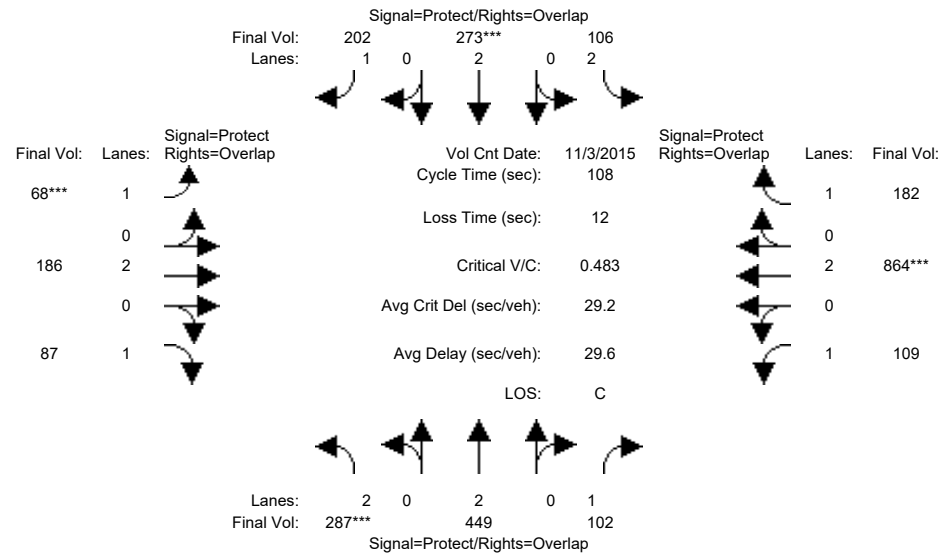 Signal=Protect/Rights=Overlap
Final Vol: 202 273*** 106
Lanes: 1 0 2 0 2
Signal=Protect
Final Vol: Lanes: Rights=Overlap
Vol Cnt Date: 11/3/2015
Signal=Protect
Rights=Overlap Lanes: Final Vol:
Cycle Time (sec): 108
68*** 1
1 182
Loss Time (sec): 12
0
0
186 2
Critical V/C: 0.483
2 864***
0
Avg Crit Del (sec/veh): 29.2
0
87 1
Avg Delay (sec/veh): 29.6
1 109
LOS: C
Lanes: 2 0 2 0 1
Final Vol: 287*** 449 102
Signal=Protect/Rights=Overlap